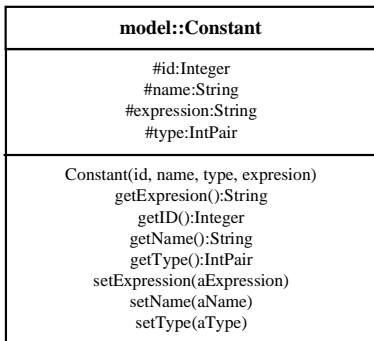 model::Constant
#id:Integer
#name:String
#expression:String
#type:IntPair
Constant(id, name, type, expresion)
getExpresion():String
getID():Integer
getName():String
getType():IntPair
setExpression(aExpression)
setName(aName)
setType(aType)